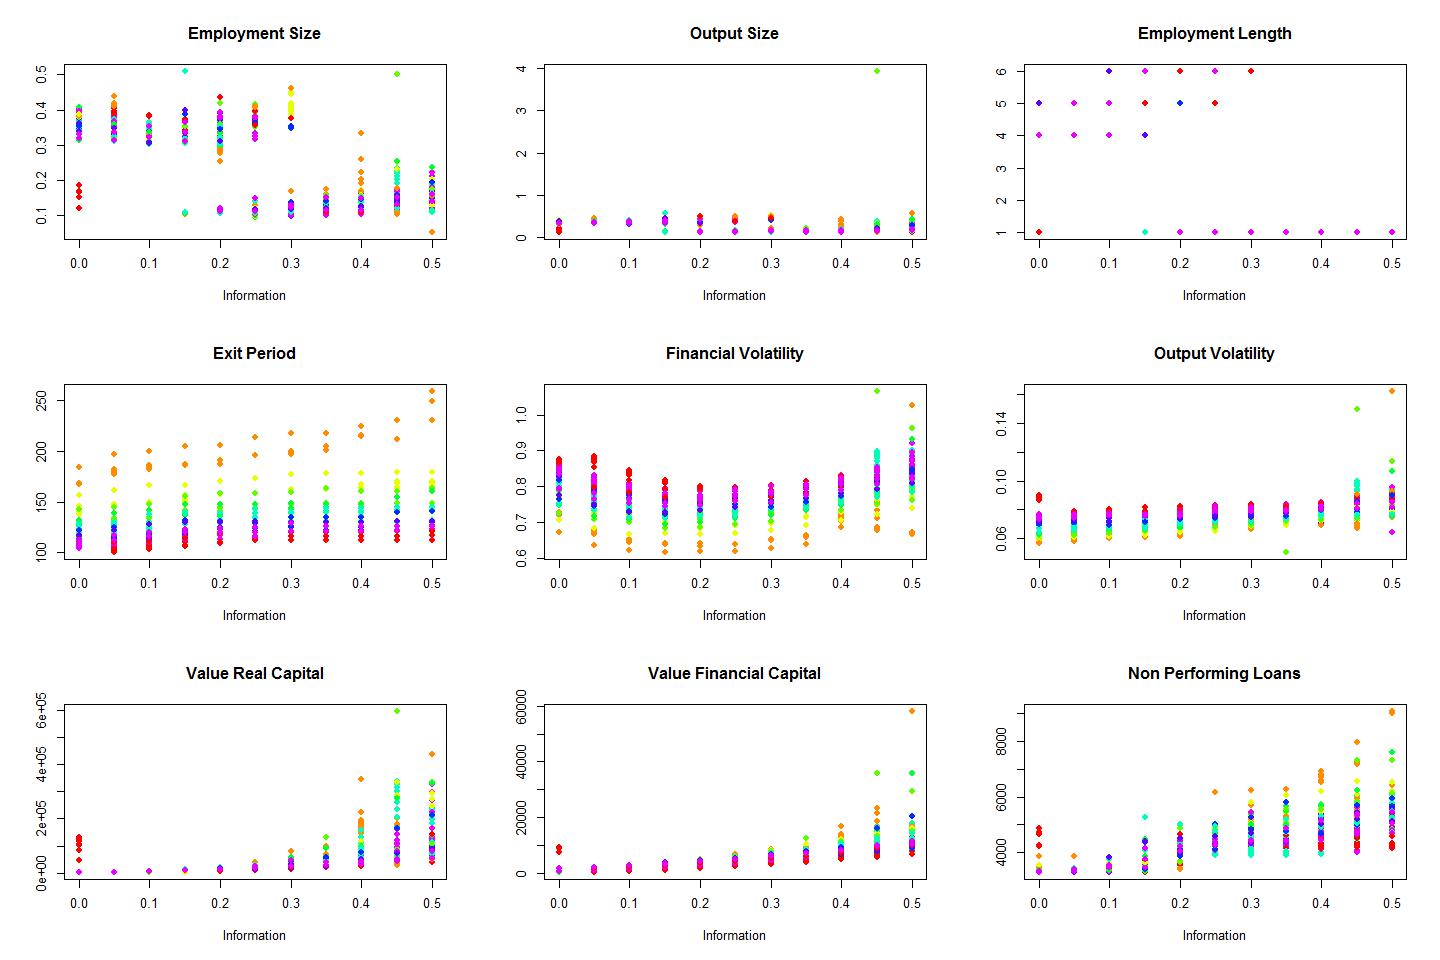 Employment Size
Output Size
Employment Length
0.5
0.4
0.3
0.2
0.1
4
3
2
1
0
6
5
4
3
2
1
0.0 0.1 0.2 0.3 0.4 0.5
0.0 0.1 0.2 0.3 0.4 0.5
0.0 0.1 0.2 0.3 0.4 0.5
Information
Information
Information
Exit Period
Financial Volatility
Output Volatility
250
200
150
100
1.0
0.9
0.8
0.7
0.6
0.14
0.10
0.06
0.0 0.1 0.2 0.3 0.4 0.5
0.0 0.1 0.2 0.3 0.4 0.5
0.0 0.1 0.2 0.3 0.4 0.5
Information
Information
Information
Value Real Capital
Value Financial Capital
Non Performing Loans
6e+05
4e+05
2e+05
0e+00
60000
40000
20000
0
8000
6000
4000
0.0 0.1 0.2 0.3 0.4 0.5
0.0 0.1 0.2 0.3 0.4 0.5
0.0 0.1 0.2 0.3 0.4 0.5
Information
Information
Information